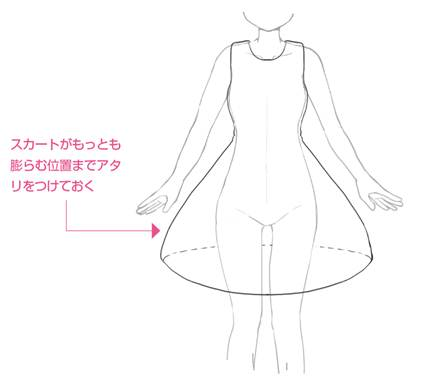 スカートがもっとも
膨らむ位置までアタ
リをつけておく